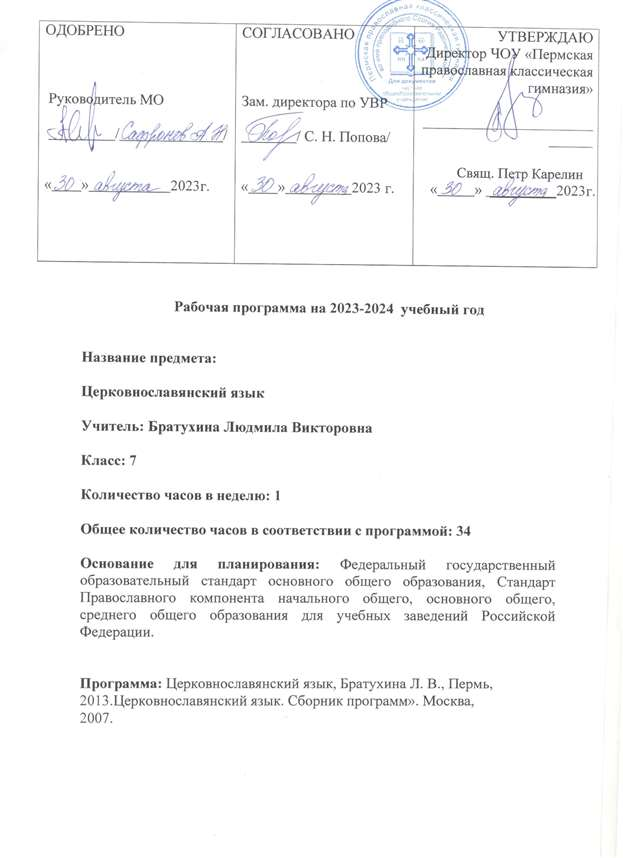 ОДОБРЕНО
Руководитель МО
/Сафронов А.Н/
«30» августа 2023г.
СОГЛАСОВАНО
Зам. директора по УВР
/ С. Н. Попова/
«30» августа 2023 г.
УТВЕРЖДАЮ
Директор ЧОУ «Пермская
православная классическая
гимназия»
Свящ. Петр Карелин
«30» августа 2023г.
Для документов
Рабочая программа на 2023-2024 учебный год
Название предмета:
Церковнославянский язык
Учитель: Братухина Людмила Викторовна
Класс: 7
Количество часов в неделю: 1
Общее количество часов в соответствии с программой: 34
Основание для планирования: Федеральный государственный
образовательный стандарт основного общего образования, Стандарт
Православного компонента начального общего, основного общего,
среднего общего образования для учебных заведений Российской
Федерации.
Программа: Церковнославянский язык, Братухина Л. В., Пермь,
2013.Церковнославянский язык. Сборник программ». Москва,
2007.